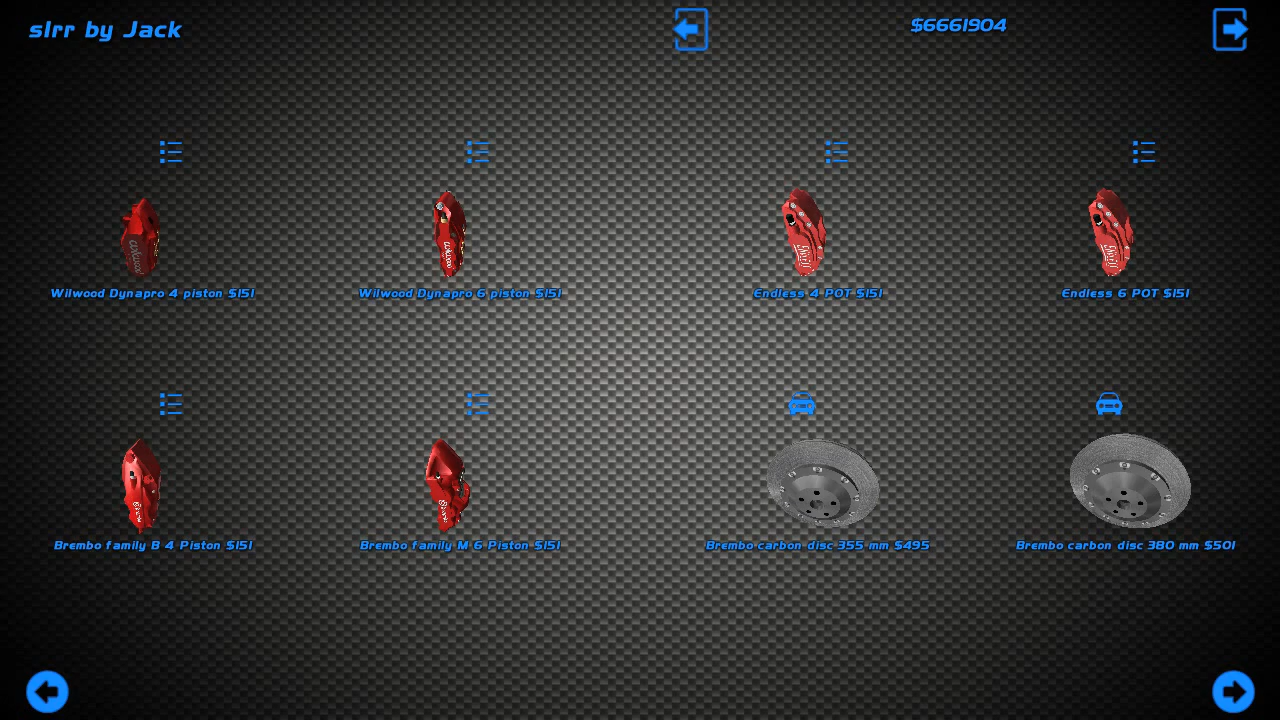 slrr by Jack
$6661904
Wilwood Dynapro 4 piston $151
Wilwood Dynapro 6 piston $151
Endless 4 POT $151
Endless 6 POT $151
Brembo family B 4 Piston $151
Brembo family M 6 Piston $151
Brembo carbon disc 355 mm $495
Brembo carbon disc 380 mm $501